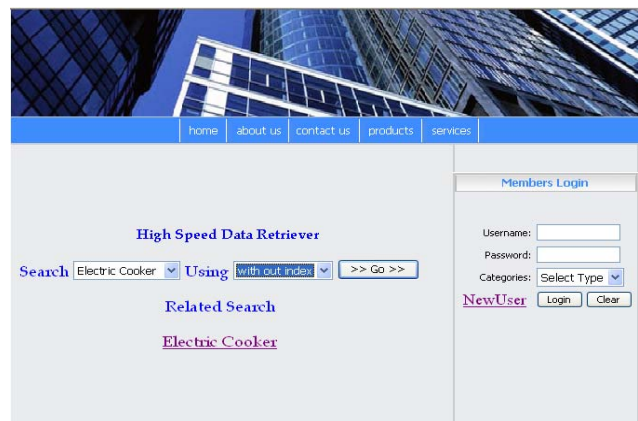 home about us contact us products services
Members Login
High Speed Data Retriever
Search Electric Cooker Using with out index >> Go >>
Related Search
Electric Cooker
Username:
Password:
Categories: Select Type
NewUser Login Clear